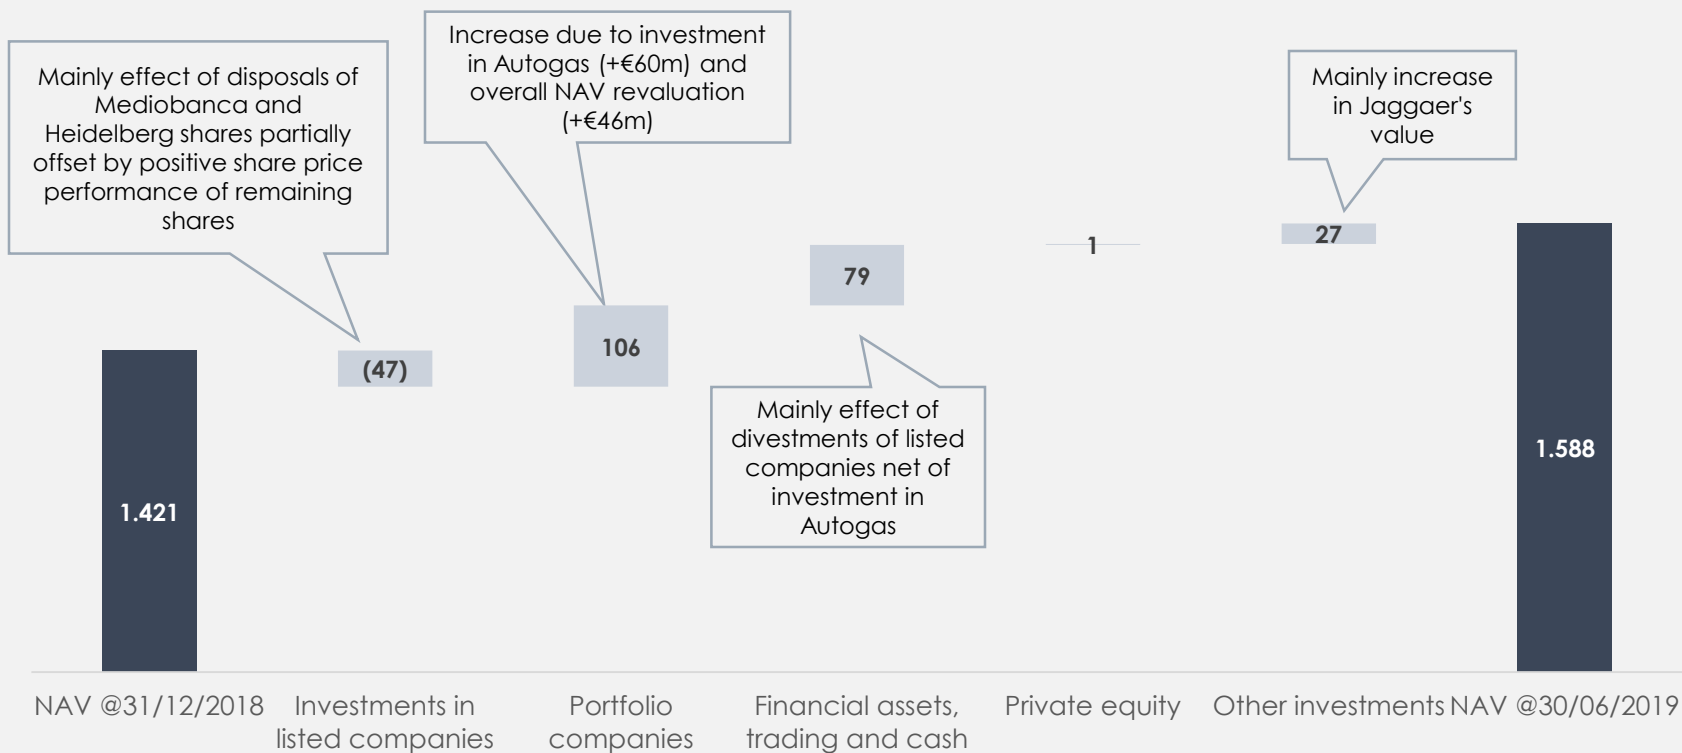 Mainly effect of disposals of
Mediobanca and
Heidelberg shares partially
offset by positive share price
performance of remaining
shares
Increase due to investment
in Autogas (+€60m) and
overall NAV revaluation
(+€46m)
Mainly increase
in Jaggaer's
value
1.421
(47)
106
79
1
27
1.588
Mainly effect of
divestments of listed
companies net of
investment in
Autogas
NAV @31/12/2018
Investments in
listed companies
Portfolio
companies
Financial assets,
trading and cash
Private equity
Other investments
NAV @30/06/2019